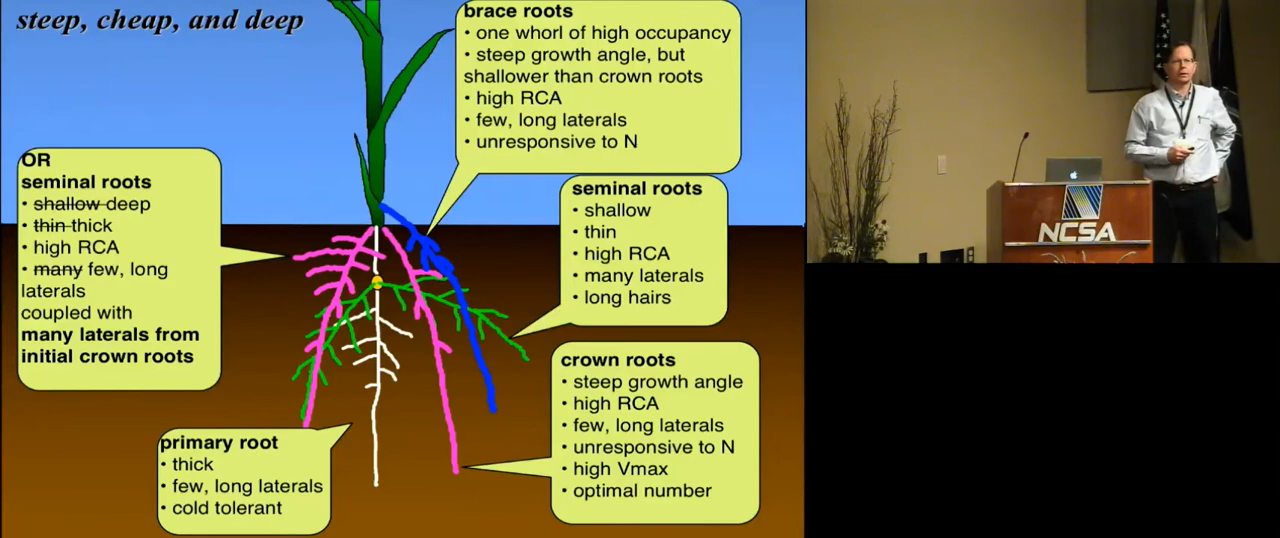 steep, cheap, and deep
brace roots
• one whorl of high occupancy
• steep growth angle, but
shallower than crown roots
• high RCA
• few, long laterals
• unresponsive to N
OR
seminal roots
• shallow deep
• thin thick
• high RCA
• many few, long
laterals
coupled with
many laterals from
initial crown roots
seminal roots
• shallow
• thin
• high RCA
• many laterals
• long hairs
crown roots
• steep growth angle
• high RCA
• few, long laterals
• unresponsive to N
• high Vmax
• optimal number
primary root
• thick
• few, long laterals
• cold tolerant
NCSA